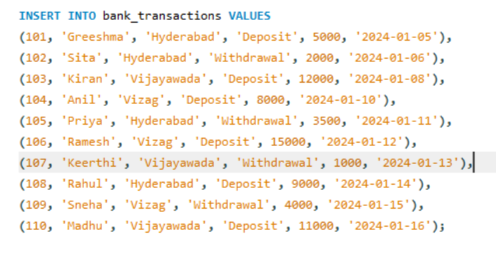 INSERT INTO bank_transactions VALUES
(101, 'Greeshma', 'Hyderabad', 'Deposit', 5000, '2024-01-05'),
(102, 'Sita', 'Hyderabad', 'Withdrawal', 2000, '2024-01-06'),
(103, 'Kiran', 'Vijayawada', 'Deposit', 12000, '2024-01-08'),
(104, 'Anil', 'Vizag', 'Deposit', 8000, '2024-01-10'),
(105, 'Priya', 'Hyderabad', 'Withdrawal', 3500, '2024-01-11'),
(106, 'Ramesh', 'Vizag', 'Deposit', 15000, '2024-01-12'),
(107, 'Keerthi', 'Vijayawada', 'Withdrawal', 1000, '2024-01-13'),
(108, 'Rahul', 'Hyderabad', 'Deposit', 9000, '2024-01-14'),
(109, 'Sneha', 'Vizag', 'Withdrawal', 4000, '2024-01-15'),
(110, 'Madhu', 'Vijayawada', 'Deposit', 11000, '2024-01-16');